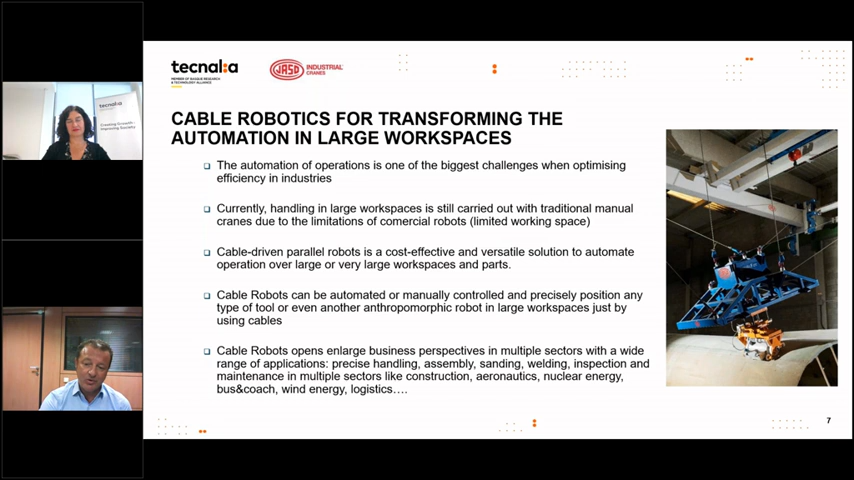 tecnalia
MEMBER OF BASQUE RESEARCH
& TECHNOLOGY ALLIANCE
JASO INDUSTRIAL
CRANES
tecnalia
Creating Growth
Improving Society
CABLE ROBOTICS FOR TRANSFORMING THE
AUTOMATION IN LARGE WORKSPACES
The automation of operations is one of the biggest challenges when optimising
efficiency in industries
Currently, handling in large workspaces is still carried out with traditional manual
cranes due to the limitations of comercial robots (limited working space)
Cable-driven parallel robots is a cost-effective and versatile solution to automate
operation over large or very large workspaces and parts.
Cable Robots can be automated or manually controlled and precisely position any
type of tool or even another anthropomorphic robot in large workspaces just by
using cables
Cable Robots opens enlarge business perspectives in multiple sectors with a wide
range of applications: precise handling, assembly, sanding, welding, inspection and
maintenance in multiple sectors like construction, aeronautics, nuclear energy,
bus&coach, wind energy, logistics….
7